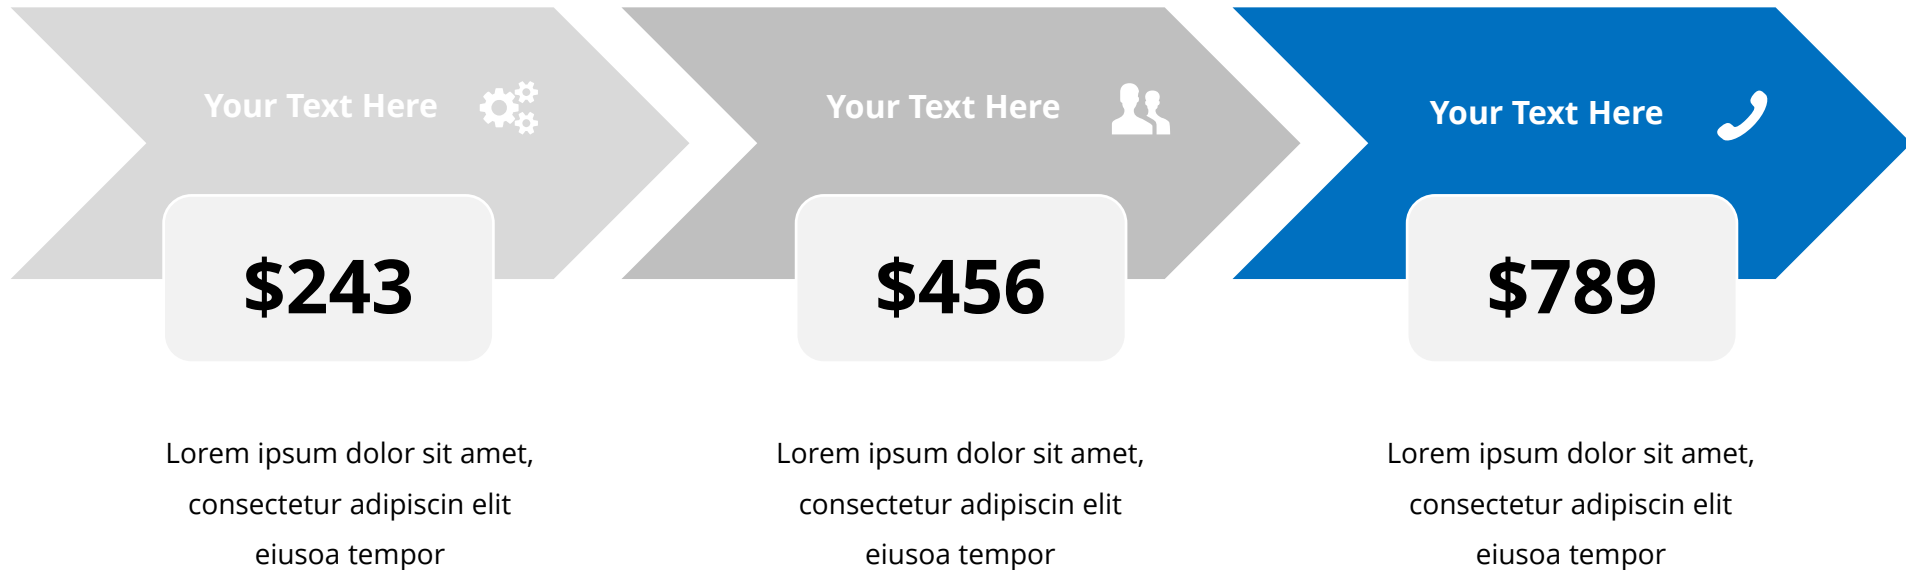 Your Text Here
$243
Lorem ipsum dolor sit amet,
consectetur adipiscin elit
eiusoa tempor
Your Text Here
$456
Lorem ipsum dolor sit amet,
consectetur adipiscin elit
eiusoa tempor
Your Text Here
$789
Lorem ipsum dolor sit amet,
consectetur adipiscin elit
eiusoa tempor